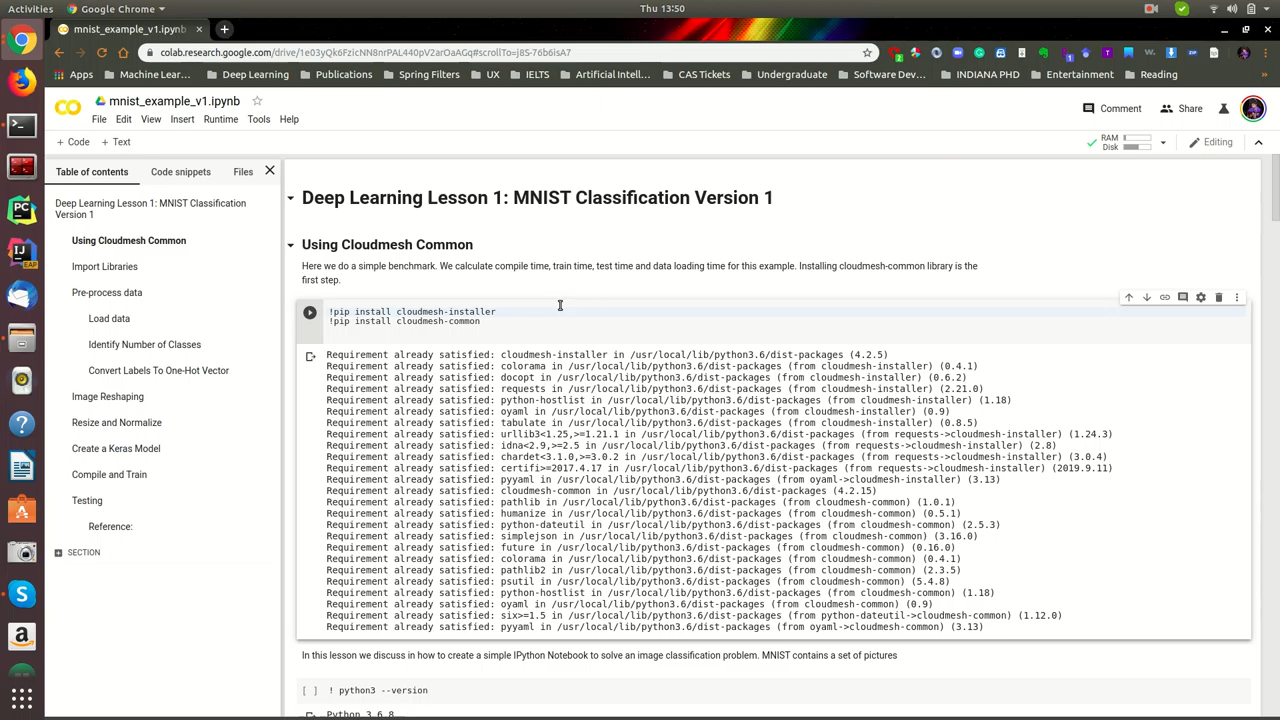 Activities
Google Chrome
Thu 13:50
mnist_example_v1.ipynb
colab.research.google.com/drive/1e03yQk6FzicNN8nrPAL440pV2arOaAGq#scrollTo=j8S-76b6isA7
Apps Machine Lear… Deep Learning Publications Spring Filters UX IELTS Artificial Intell… CAS Tickets Undergraduate Software Dev… INDIANA PHD Entertainment Reading
mnist_example_v1.ipynb
Comment Share
File Edit View Insert Runtime Tools Help
+ Code + Text
RAM
Disk
Editing
Table of contents Code snippets Files
Deep Learning Lesson 1: MNIST Classification
Version 1
Using Cloudmesh Common
Import Libraries
Pre-process data
Load data
Identify Number of Classes
Convert Labels To One-Hot Vector
Image Reshaping
Resize and Normalize
Create a Keras Model
Compile and Train
Testing
Reference:
SECTION
Deep Learning Lesson 1: MNIST Classification Version 1
Using Cloudmesh Common
Here we do a simple benchmark. We calculate compile time, train time, test time and data loading time for this example. Installing cloudmesh-common library is the
first step.
!pip install cloudmesh-installer
!pip install cloudmesh-common
Requirement already satisfied: cloudmesh-installer in /usr/local/lib/python3.6/dist-packages (4.2.5)
Requirement already satisfied: colorama in /usr/local/lib/python3.6/dist-packages (from cloudmesh-installer) (0.4.1)
Requirement already satisfied: docopt in /usr/local/lib/python3.6/dist-packages (from cloudmesh-installer) (0.6.2)
Requirement already satisfied: requests in /usr/local/lib/python3.6/dist-packages (from cloudmesh-installer) (2.21.0)
Requirement already satisfied: python-hostlist in /usr/local/lib/python3.6/dist-packages (from cloudmesh-installer) (1.18)
Requirement already satisfied: oyaml in /usr/local/lib/python3.6/dist-packages (from cloudmesh-installer) (0.9)
Requirement already satisfied: tabulate in /usr/local/lib/python3.6/dist-packages (from cloudmesh-installer) (0.8.5)
Requirement already satisfied: urllib3<1.25,>=1.21.1 in /usr/local/lib/python3.6/dist-packages (from requests->cloudmesh-installer) (1.24.3)
Requirement already satisfied: idna<2.9,>=2.5 in /usr/local/lib/python3.6/dist-packages (from requests->cloudmesh-installer) (2.8)
Requirement already satisfied: chardet<3.1.0,>=3.0.2 in /usr/local/lib/python3.6/dist-packages (from requests->cloudmesh-installer) (3.0.4)
Requirement already satisfied: certifi>=2017.4.17 in /usr/local/lib/python3.6/dist-packages (from requests->cloudmesh-installer) (2019.9.11)
Requirement already satisfied: pyyaml in /usr/local/lib/python3.6/dist-packages (from oyaml->cloudmesh-installer) (3.13)
Requirement already satisfied: cloudmesh-common in /usr/local/lib/python3.6/dist-packages (4.2.15)
Requirement already satisfied: pathlib in /usr/local/lib/python3.6/dist-packages (from cloudmesh-common) (1.0.1)
Requirement already satisfied: humanize in /usr/local/lib/python3.6/dist-packages (from cloudmesh-common) (0.5.1)
Requirement already satisfied: python-dateutil in /usr/local/lib/python3.6/dist-packages (from cloudmesh-common) (2.5.3)
Requirement already satisfied: simplejson in /usr/local/lib/python3.6/dist-packages (from cloudmesh-common) (3.16.0)
Requirement already satisfied: future in /usr/local/lib/python3.6/dist-packages (from cloudmesh-common) (0.16.0)
Requirement already satisfied: colorama in /usr/local/lib/python3.6/dist-packages (from cloudmesh-common) (0.4.1)
Requirement already satisfied: pathlib2 in /usr/local/lib/python3.6/dist-packages (from cloudmesh-common) (2.3.5)
Requirement already satisfied: psutil in /usr/local/lib/python3.6/dist-packages (from cloudmesh-common) (5.4.8)
Requirement already satisfied: python-hostlist in /usr/local/lib/python3.6/dist-packages (from cloudmesh-common) (1.18)
Requirement already satisfied: oyaml in /usr/local/lib/python3.6/dist-packages (from cloudmesh-common) (0.9)
Requirement already satisfied: six>=1.5 in /usr/local/lib/python3.6/dist-packages (from python-dateutil->cloudmesh-common) (1.12.0)
Requirement already satisfied: pyyaml in /usr/local/lib/python3.6/dist-packages (from oyaml->cloudmesh-common) (3.13)
In this lesson we discuss in how to create a simple IPython Notebook to solve an image classification problem. MNIST contains a set of pictures
[ ] ! python3 --version
Python 3.6.8